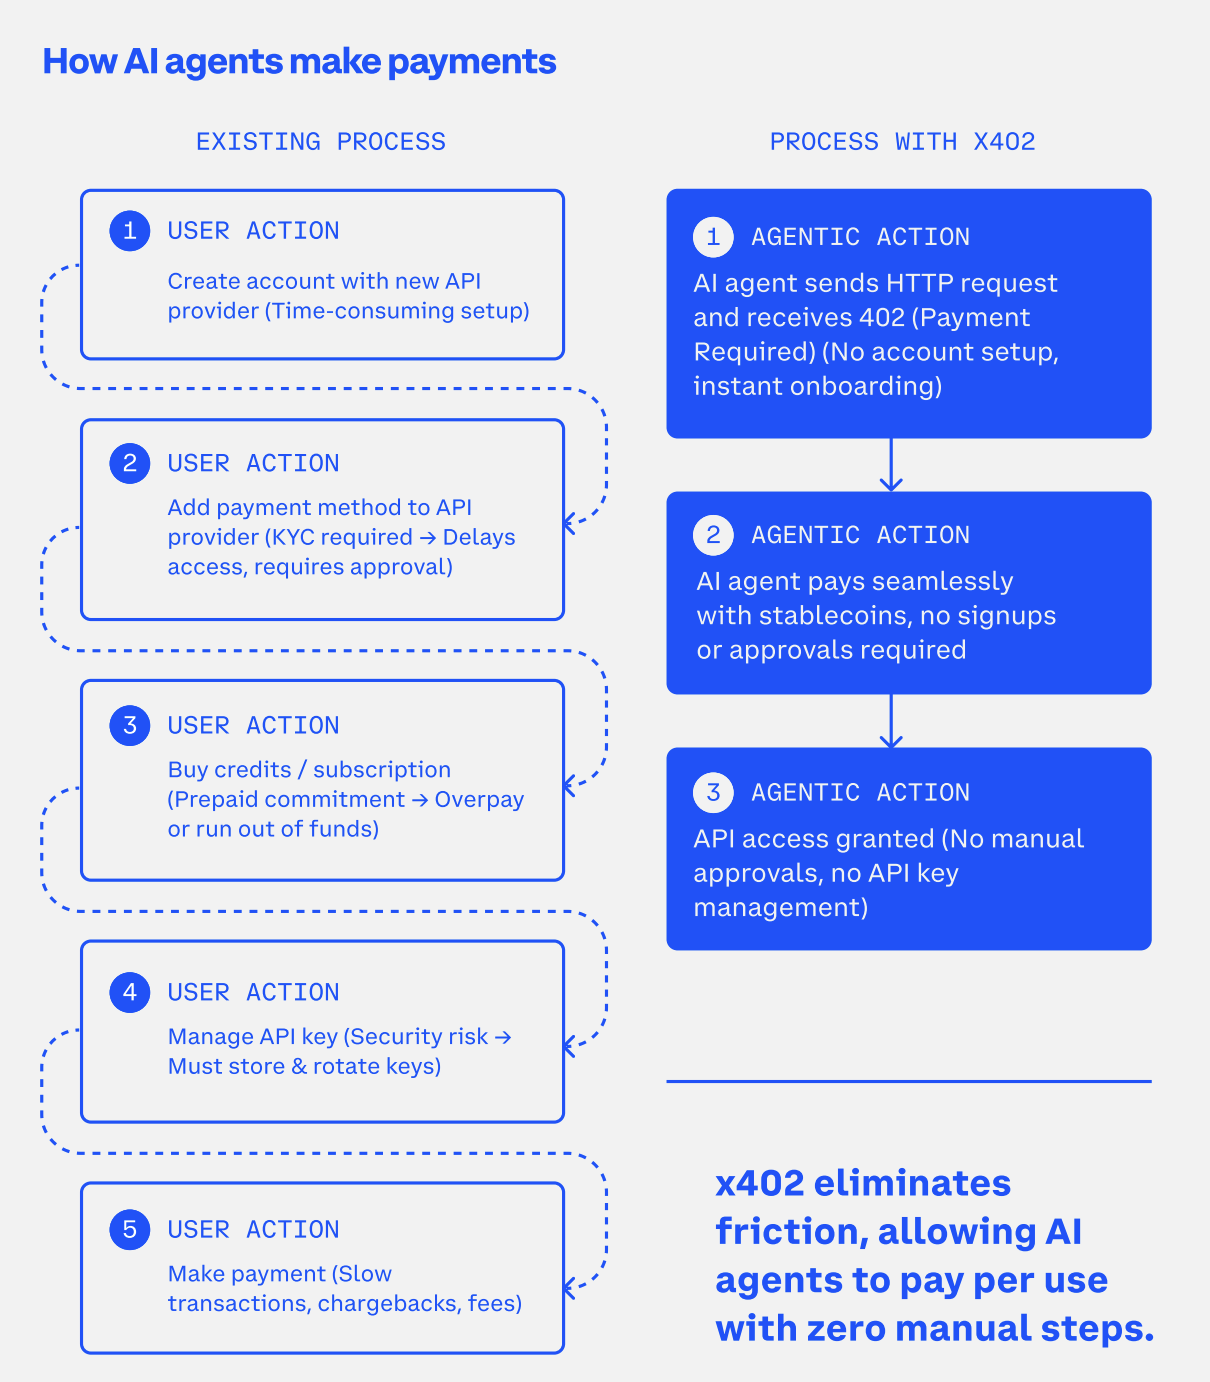 How AI agents make payments
EXISTING PROCESS
1 USER ACTION
Create account with new API
provider (Time-consuming setup)
2 USER ACTION
Add payment method to API
provider (KYC required → Delays
access, requires approval)
3 USER ACTION
Buy credits / subscription
(Prepaid commitment → Overpay
or run out of funds)
4 USER ACTION
Manage API key (Security risk →
Must store & rotate keys)
5 USER ACTION
Make payment (Slow
transactions, chargebacks, fees)
PROCESS WITH X402
1 AGENTIC ACTION
AI agent sends HTTP request
and receives 402 (Payment
Required) (No account setup,
instant onboarding)
2 AGENTIC ACTION
AI agent pays seamlessly
with stablecoins, no signups
or approvals required
3 AGENTIC ACTION
API access granted (No manual
approvals, no API key
management)
x402 eliminates
friction, allowing AI
agents to pay per use
with zero manual steps.